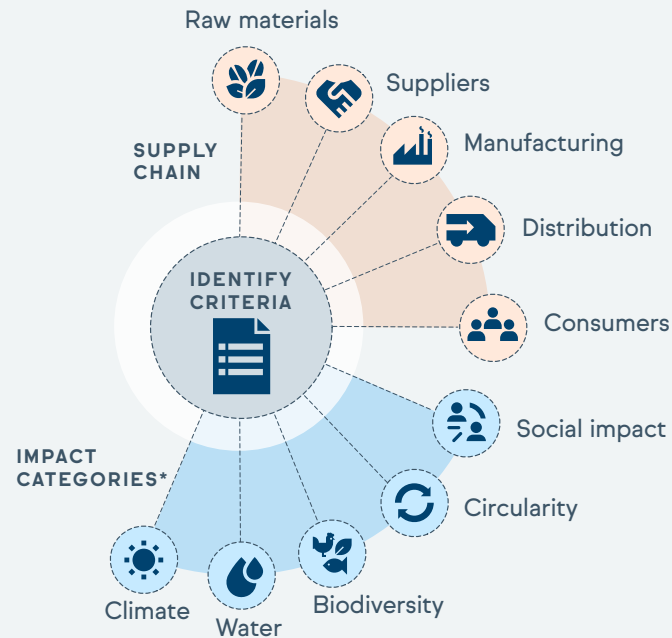 Raw materials
Suppliers
SUPPLY
CHAIN
Manufacturing
Distribution
IDENTIFY
CRITERIA
Consumers
Social impact
IMPACT
CATEGORIES*
Circularity
Biodiversity
Climate
Water